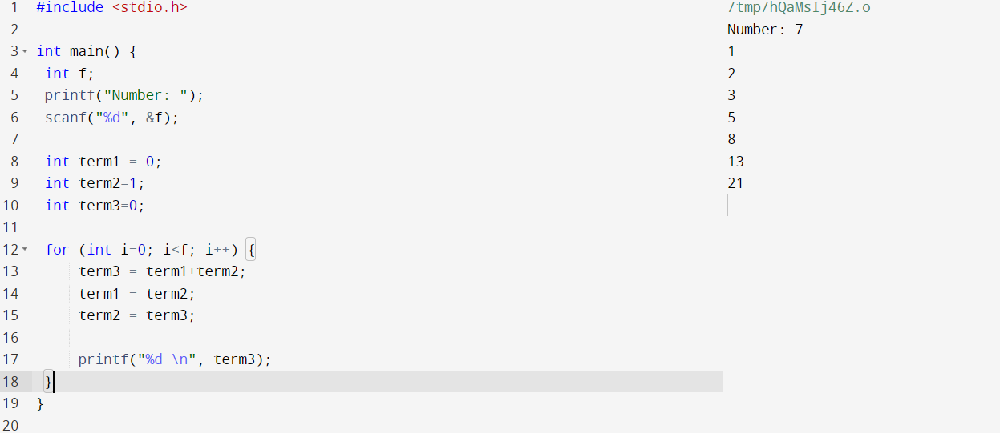 1 #include <stdio.h>
2
3 int main() {
4 int f;
5 printf("Number: ");
6 scanf("%d", &f);
7
8 int term1 = 0;
9 int term2=1;
10 int term3=0;
11
12 for (int i=0; i<f; i++) {
13 term3 = term1+term2;
14 term1 = term2;
15 term2 = term3;
16
17 printf("%d \n", term3);
18 }
19 }
20
/tmp/hQaMsIj46Z.o
Number: 7
1
2
3
5
8
13
21